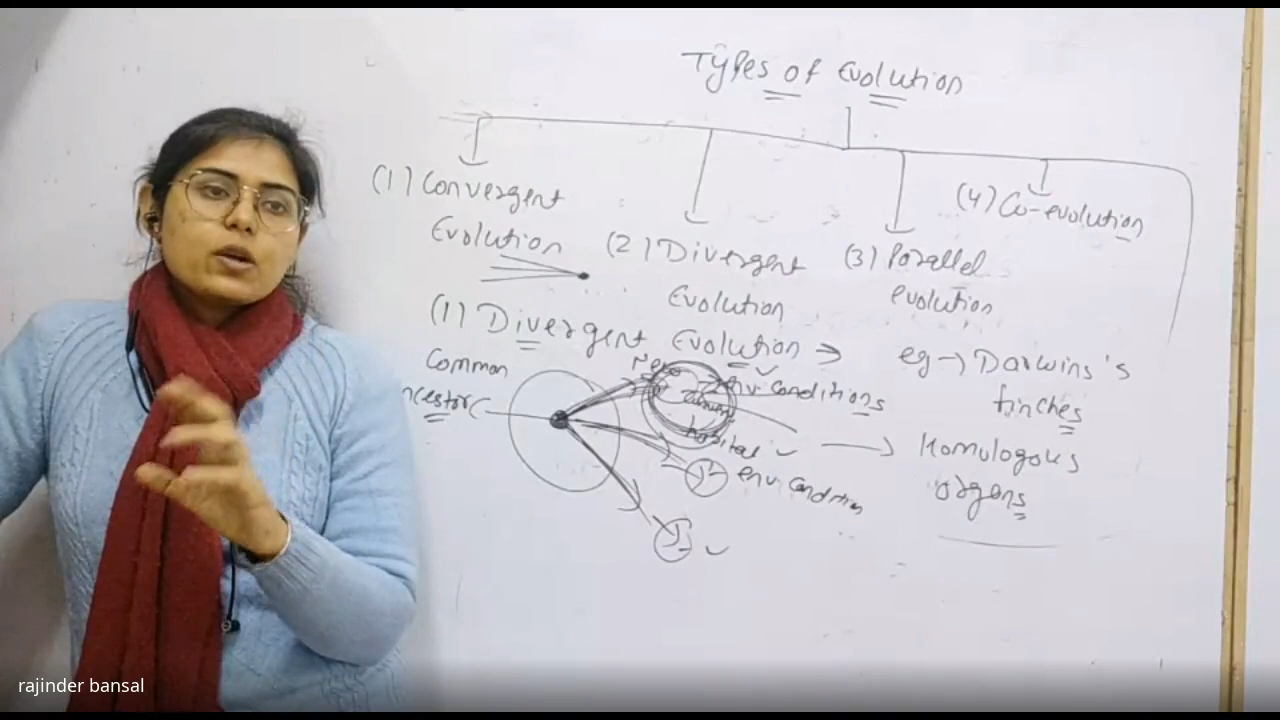 Types of Evolution
(1) Convergent
Evolution
(2) Divergent
Evolution
(3) Parallel
evolution
(4) Co-evolution
(1) Divergent Evolution →
eg → Darwins's
finches
Common
ncestor
env. Conditions
habitat
env. Condition
→ Homologous
organs
rajinder bansal